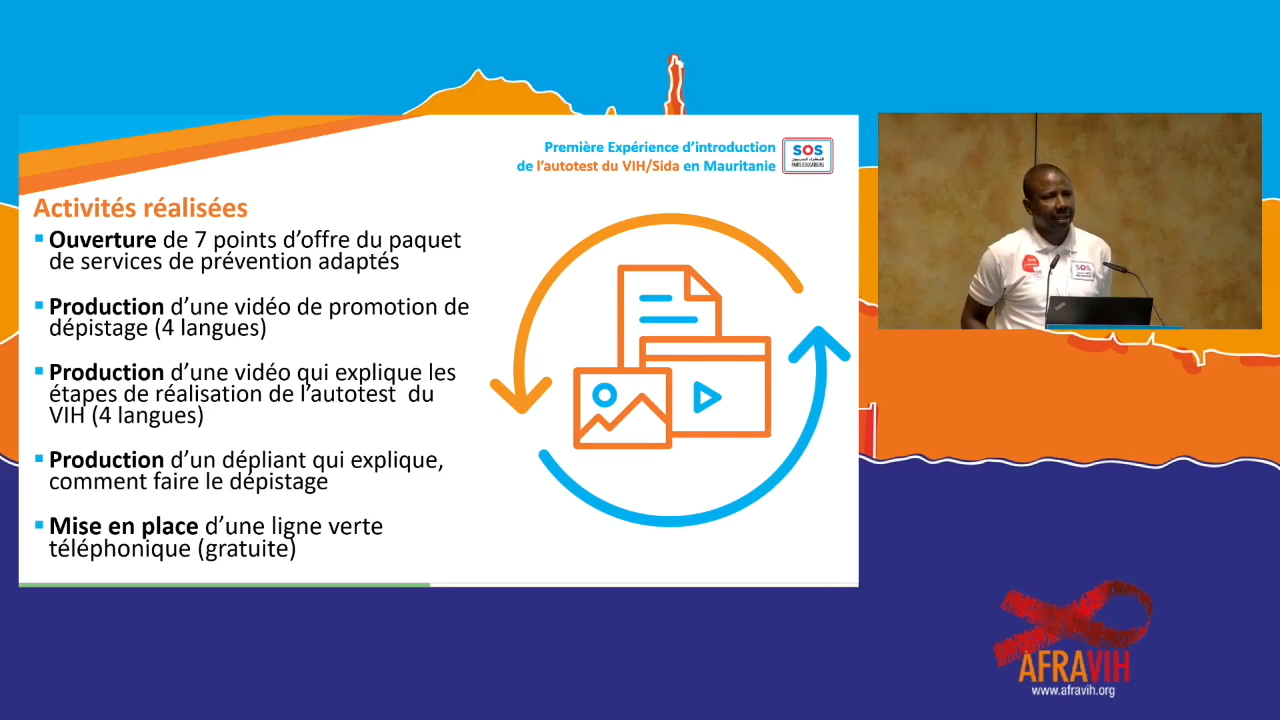 Première Expérience d'introduction
de l'autotest du VIH/Sida en Mauritanie
SOS
PAIRS EDUCATEURS
Activités réalisées
▪ Ouverture de 7 points d'offre du paquet
de services de prévention adaptés
▪ Production d'une vidéo de promotion de
dépistage (4 langues)
▪ Production d'une vidéo qui explique les
étapes de réalisation de l'autotest du
VIH (4 langues)
▪ Production d'un dépliant qui explique,
comment faire le dépistage
▪ Mise en place d'une ligne verte
téléphonique (gratuite)
SOS
AFRAVIH
www.afravih.org